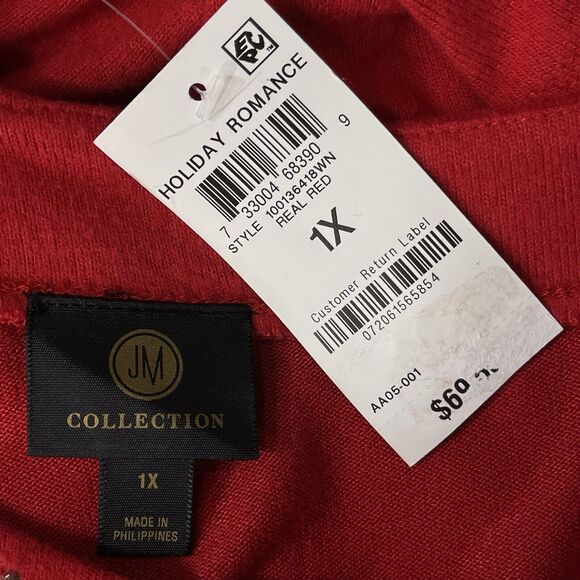 HOLIDAY ROMANCE
7 33004 68390 9
STYLE 100136418WN
REAL RED
1X
Customer Return Label
072061565854
AA05-001
JM
COLLECTION
1X
MADE IN
PHILIPPINES